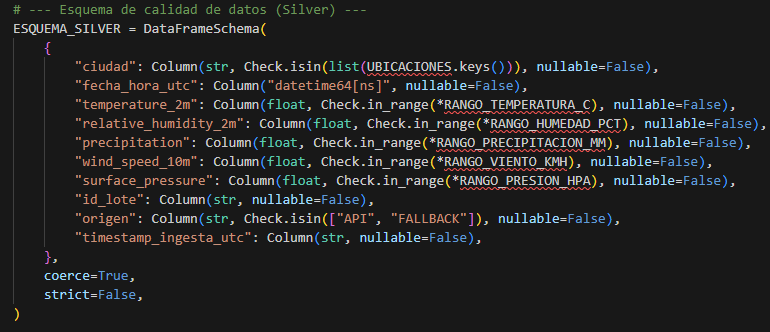 # --- Esquema de calidad de datos (Silver) ---
ESQUEMA_SILVER = DataFrameSchema(
    {
        "ciudad": Column(str, Check.isin(list(UBICACIONES.keys())), nullable=False),
        "fecha_hora_utc": Column("datetime64[ns]", nullable=False),
        "temperature_2m": Column(float, Check.in_range(*RANGO_TEMPERATURA_C), nullable=False),
        "relative_humidity_2m": Column(float, Check.in_range(*RANGO_HUMEDAD_PCT), nullable=False),
        "precipitation": Column(float, Check.in_range(*RANGO_PRECIPITACION_MM), nullable=False),
        "wind_speed_10m": Column(float, Check.in_range(*RANGO_VIENTO_KMH), nullable=False),
        "surface_pressure": Column(float, Check.in_range(*RANGO_PRESION_HPA), nullable=False),
        "id_lote": Column(str, nullable=False),
        "origen": Column(str, Check.isin(["API", "FALLBACK"]), nullable=False),
        "timestamp_ingesta_utc": Column(str, nullable=False),
    },
    coerce=True,
    strict=False,
)